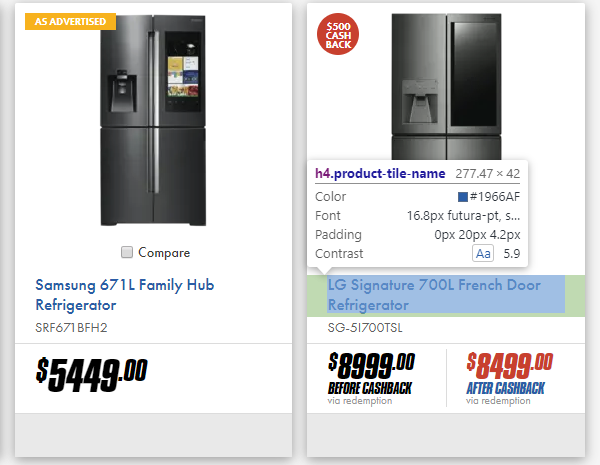 AS ADVERTISED
Compare
Samsung 671L Family Hub
Refrigerator
SRF671BFH2
$5449.00
$500
CASH
BACK
h4.product-tile-name 277.47 × 42
Color #1966AF
Font 16.8px futura-pt, s...
Padding 0px 20px 4.2px
Contrast Aa 5.9
LG Signature 700L French Door
Refrigerator
SG-5I700TSL
$8999.00
BEFORE CASHBACK
via redemption
$8499.00
AFTER CASHBACK
via redemption